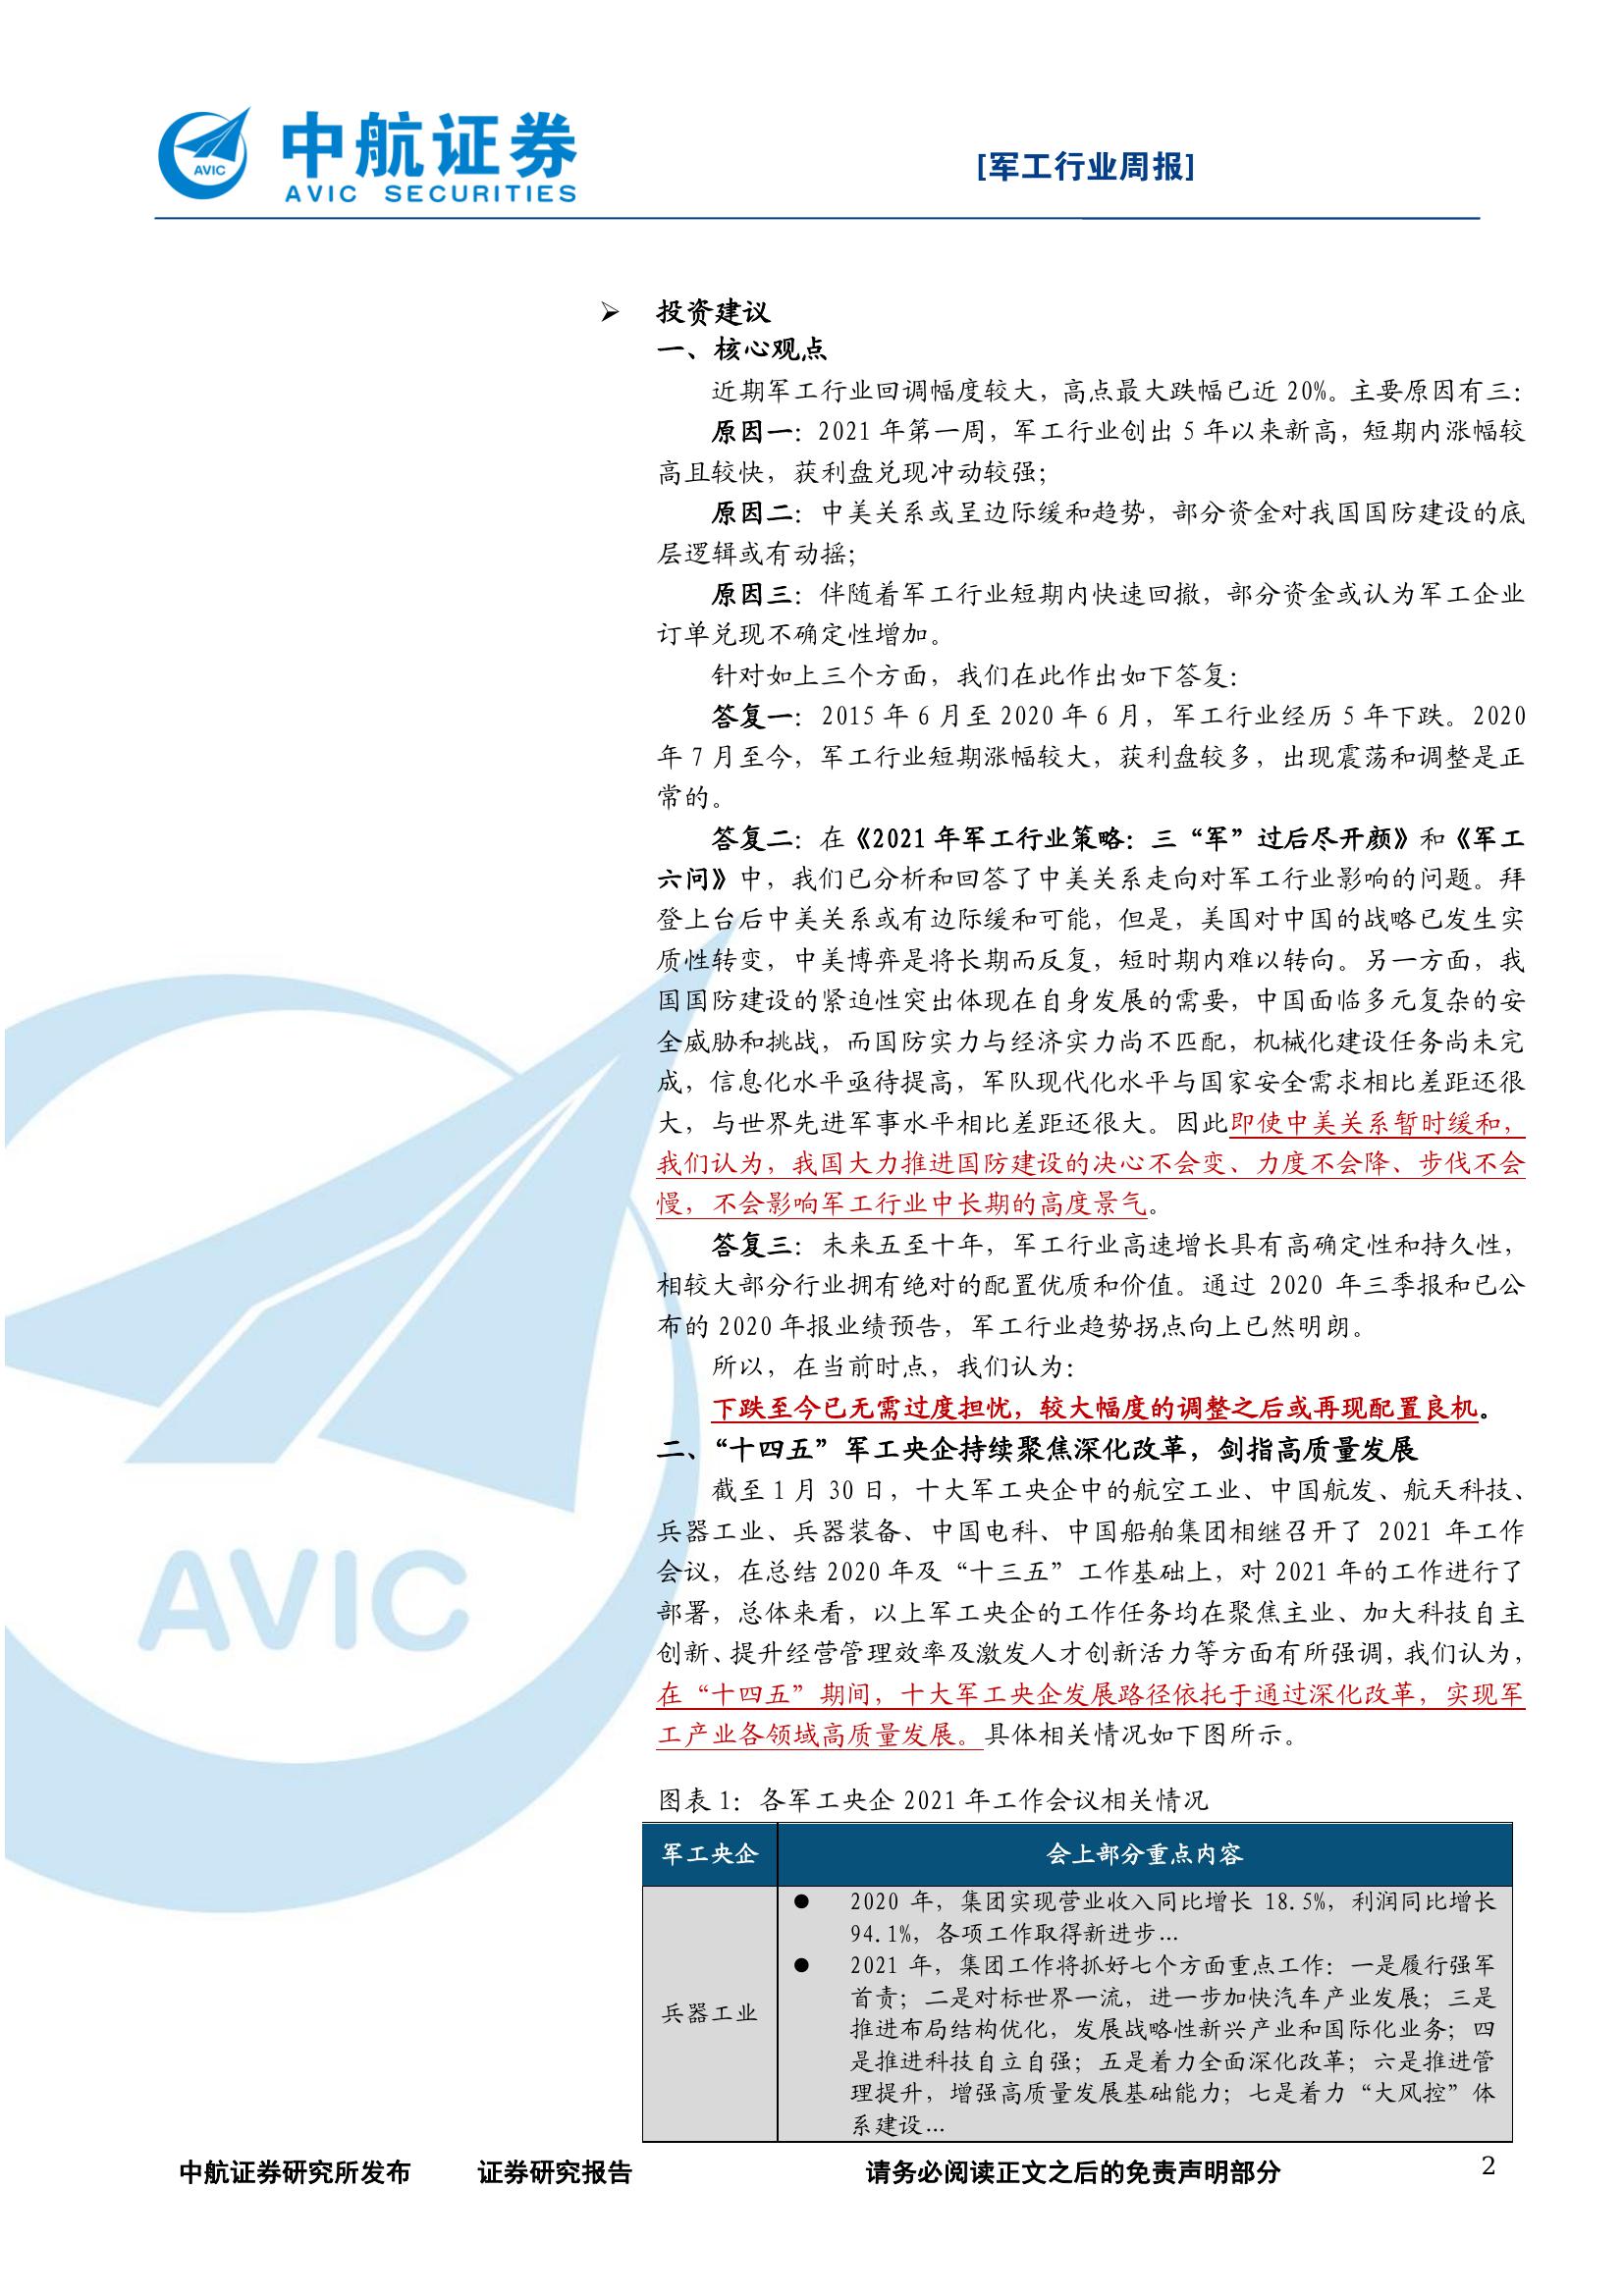 AVIC
中航证券
AVIC SECURITIES
[军工行业周报]
➢ 投资建议
一、核心观点
近期军工行业回调幅度较大，高点最大跌幅已近 20%。主要原因有三：
原因一：2021 年第一周，军工行业创出 5 年以来新高，短期内涨幅较
高且较快，获利盘兑现冲动较强；
原因二：中美关系或呈边际缓和趋势，部分资金对我国国防建设的底
层逻辑或有动摇；
原因三：伴随着军工行业短期内快速回撤，部分资金或认为军工企业
订单兑现不确定性增加。
针对如上三个方面，我们在此作出如下答复：
答复一：2015 年 6 月至 2020 年 6 月，军工行业经历 5 年下跌。2020
年 7 月至今，军工行业短期涨幅较大，获利盘较多，出现震荡和调整是正
常的。
答复二：在《2021 年军工行业策略：三“军”过后尽开颜》和《军工
六问》中，我们已分析和回答了中美关系走向对军工行业影响的问题。拜
登上台后中美关系或有边际缓和可能，但是，美国对中国的战略已发生实
质性转变，中美博弈是将长期而反复，短时期内难以转向。另一方面，我
国国防建设的紧迫性突出体现在自身发展的需要，中国面临多元复杂的安
全威胁和挑战，而国防实力与经济实力尚不匹配，机械化建设任务尚未完
成，信息化水平亟待提高，军队现代化水平与国家安全需求相比差距还很
大，与世界先进军事水平相比差距还很大。因此即使中美关系暂时缓和，
我们认为，我国大力推进国防建设的决心不会变、力度不会降、步伐不会
慢，不会影响军工行业中长期的高度景气。
答复三：未来五至十年，军工行业高速增长具有高确定性和持久性，
相较大部分行业拥有绝对的配置优质和价值。通过 2020 年三季报和已公
布的 2020 年报业绩预告，军工行业趋势拐点向上已然明朗。
所以，在当前时点，我们认为：
下跌至今已无需过度担忧，较大幅度的调整之后或再现配置良机。
二、“十四五”军工央企持续聚焦深化改革，剑指高质量发展
截至 1 月 30 日，十大军工央企中的航空工业、中国航发、航天科技、
兵器工业、兵器装备、中国电科、中国船舶集团相继召开了 2021 年工作
会议，在总结 2020 年及“十三五”工作基础上，对 2021 年的工作进行了
部署，总体来看，以上军工央企的工作任务均在聚焦主业、加大科技自主
创新、提升经营管理效率及激发人才创新活力等方面有所强调，我们认为，
在“十四五”期间，十大军工央企发展路径依托于通过深化改革，实现军
工产业各领域高质量发展。具体相关情况如下图所示。
图表 1：各军工央企 2021 年工作会议相关情况
军工央企 会上部分重点内容
● 2020 年，集团实现营业收入同比增长 18.5%，利润同比增长
94.1%，各项工作取得新进步…
● 2021 年，集团工作将抓好七个方面重点工作：一是履行强军
首责；二是对标世界一流，进一步加快汽车产业发展；三是
兵器工业 推进布局结构优化，发展战略性新兴产业和国际化业务；四
是推进科技自立自强；五是着力全面深化改革；六是推进管
理提升，增强高质量发展基础能力；七是着力“大风控”体
系建设…
中航证券研究所发布 证券研究报告 请务必阅读正文之后的免责声明部分 2
AVIC